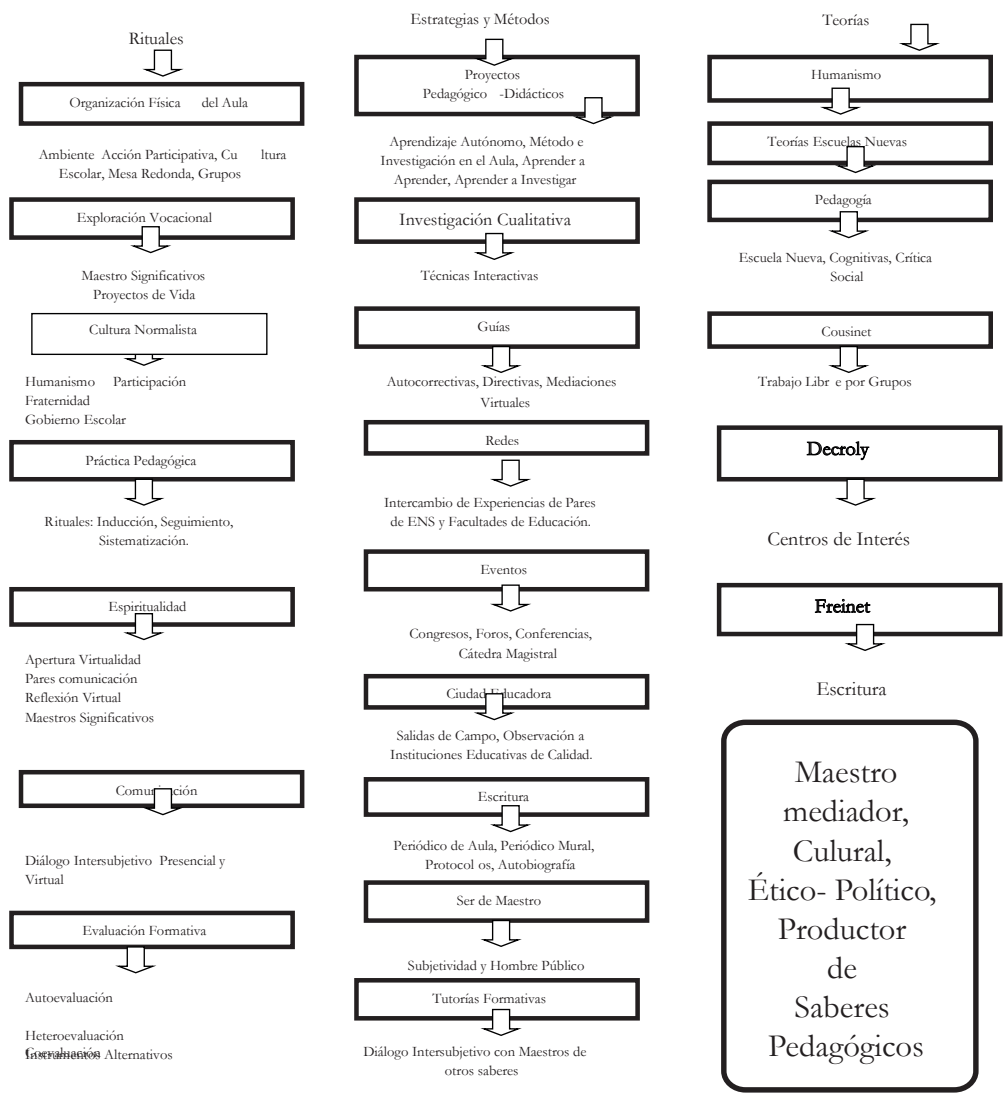 Rituales
Organización Física del Aula
Ambiente Acción Participativa, Cu ltura
Escolar, Mesa Redonda, Grupos
Exploración Vocacional
Maestro Significativos
Proyectos de Vida
Cultura Normalista
Humanismo Participación
Fraternidad
Gobierno Escolar
Práctica Pedagógica
Rituales: Inducción, Seguimiento,
Sistematización.
Espiritualidad
Apertura Virtualidad
Pares comunicación
Reflexión Virtual
Maestros Significativos
Comunicación
Diálogo Intersubjetivo Presencial y
Virtual
Evaluación Formativa
Autoevaluación
Heteroevaluación
Coevaluación
Instrumentos Alternativos
Estrategias y Métodos
Proyectos
Pedagógico -Didácticos
Aprendizaje Autónomo, Método e
Investigación en el Aula, Aprender a
Aprender, Aprender a Investigar
Investigación Cualitativa
Técnicas Interactivas
Guías
Autocorrectivas, Directivas, Mediaciones
Virtuales
Redes
Intercambio de Experiencias de Pares
de ENS y Facultades de Educación.
Eventos
Congresos, Foros, Conferencias,
Cátedra Magistral
Ciudad Educadora
Salidas de Campo, Observación a
Instituciones Educativas de Calidad.
Escritura
Periódico de Aula, Periódico Mural,
Protocol os, Autobiografía
Ser de Maestro
Subjetividad y Hombre Público
Tutorías Formativas
Diálogo Intersubjetivo con Maestros de
otros saberes
Teorías
Humanismo
Teorías Escuelas Nuevas
Pedagogía
Escuela Nueva, Cognitivas, Crítica
Social
Cousinet
Trabajo Libr e por Grupos
Decroly
Centros de Interés
Freinet
Escritura
Maestro
mediador,
Culural,
Ético- Político,
Productor
de
Saberes
Pedagógicos